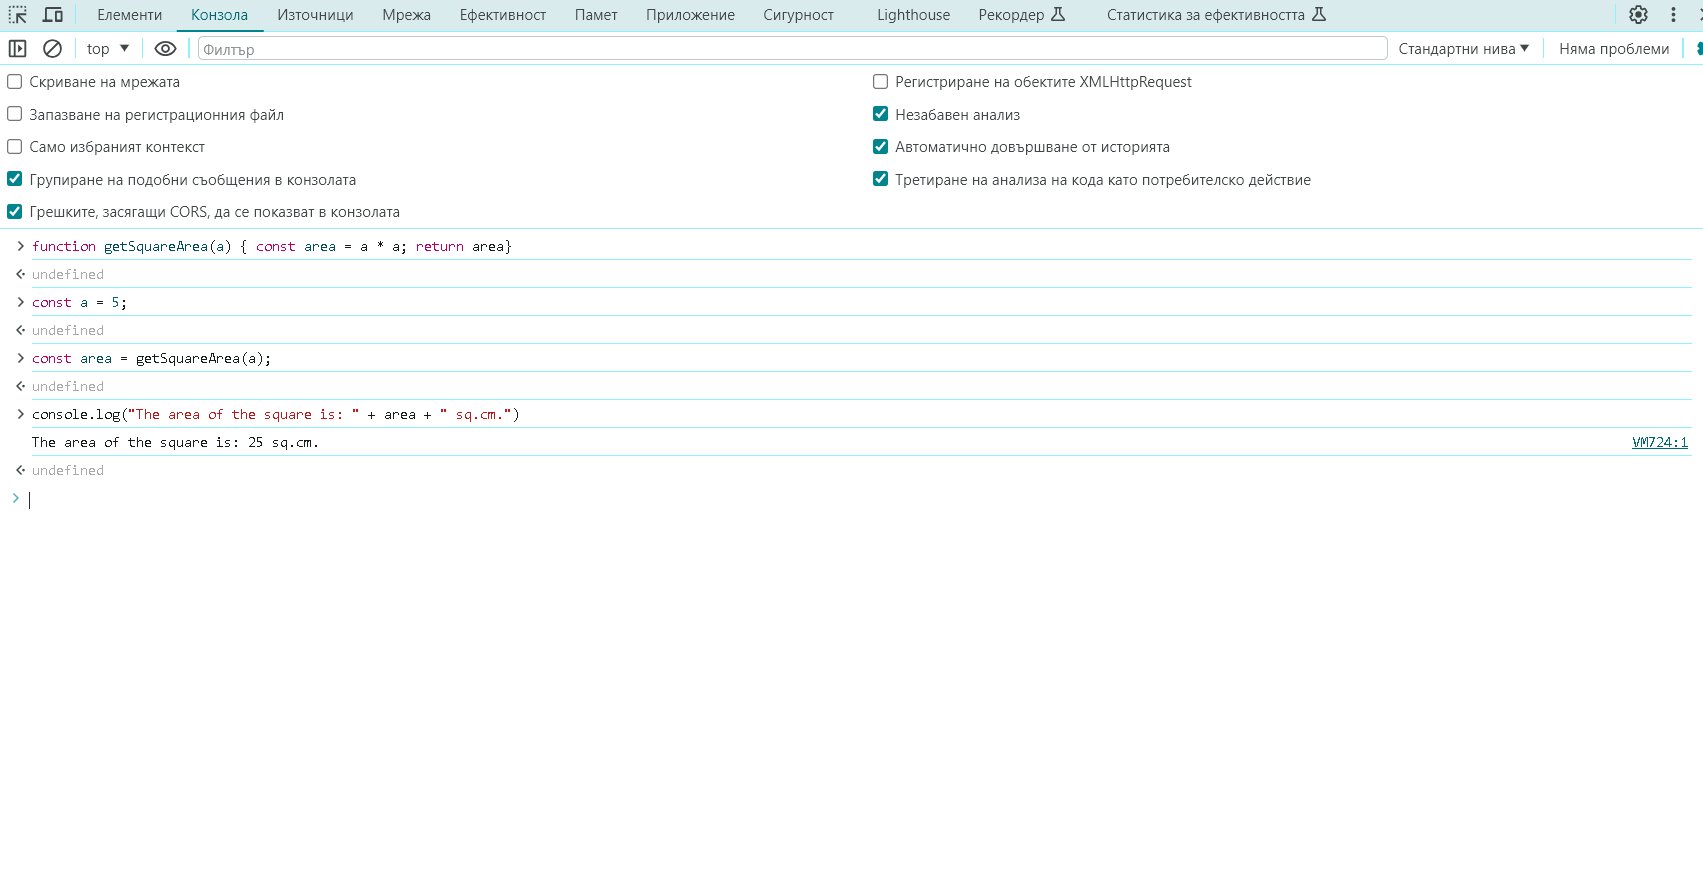 Елементи Конзола Източници Мрежа Ефективност Памет Приложение Сигурност Lighthouse Рекордер Статистика за ефективността
top Филтър Стандартни нива Няма проблеми
Скриване на мрежата
Запазване на регистрационния файл
Само избраният контекст
Групиране на подобни съобщения в конзолата
Грешките, засягащи CORS, да се показват в конзолата
Регистриране на обектите XMLHttpRequest
Незабавен анализ
Автоматично довършване от историята
Третиране на анализа на кода като потребителско действие
function getSquareArea(a) { const area = a * a; return area}
undefined
const a = 5;
undefined
const area = getSquareArea(a);
undefined
console.log("The area of the square is: " + area + " sq.cm.")
The area of the square is: 25 sq.cm. VM724:1
undefined